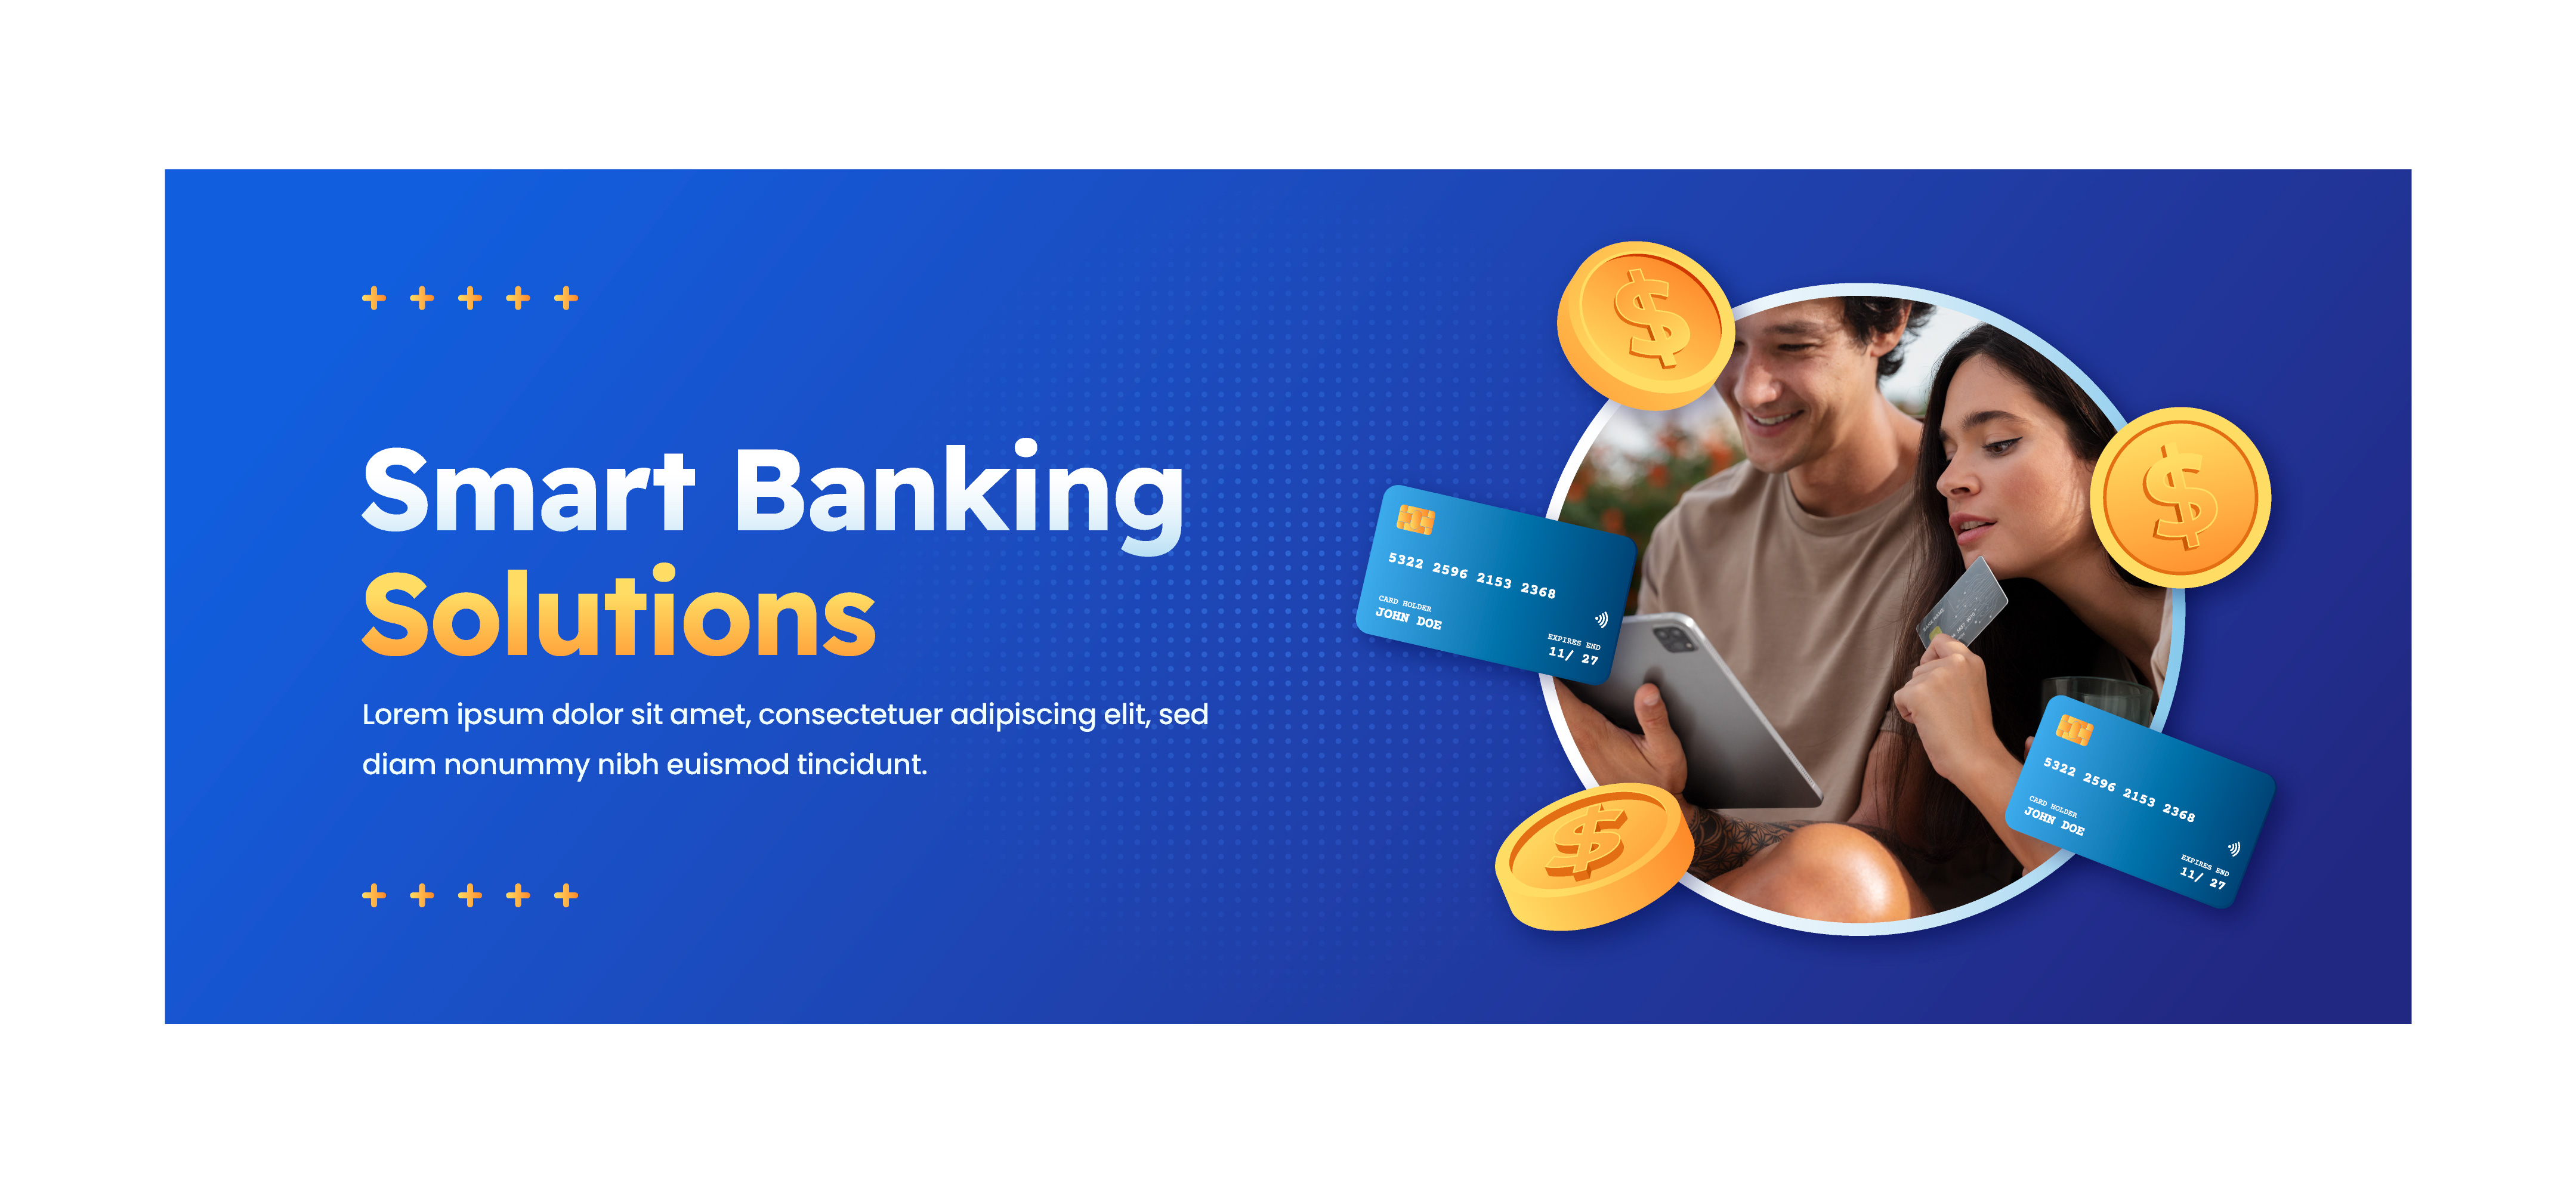 Smart Banking
Solutions
Lorem ipsum dolor sit amet, consectetuer adipiscing elit, sed
diam nonummy nibh euismod tincidunt.
$
$
$
5322 2596 2153 2368
CARD HOLDER
JOHN DOE
EXPIRES END
11/ 27
5322 2596 2153 2368
CARD HOLDER
JOHN DOE
EXPIRES END
11/ 27